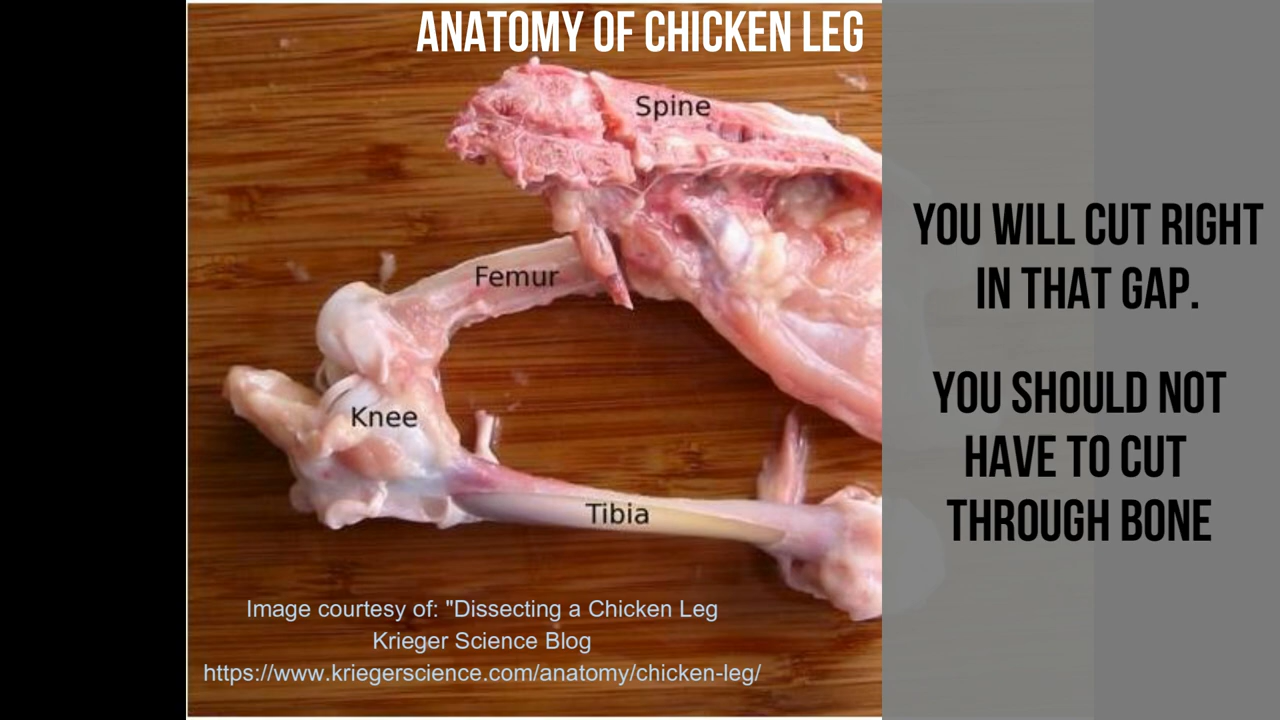 ANATOMY OF CHICKEN LEG
Spine
Femur
Knee
Tibia
Image courtesy of: "Dissecting a Chicken Leg
Krieger Science Blog
https://www.kriegerscience.com/anatomy/chicken-leg/
YOU WILL CUT RIGHT
IN THAT GAP.
YOU SHOULD NOT
HAVE TO CUT
THROUGH BONE